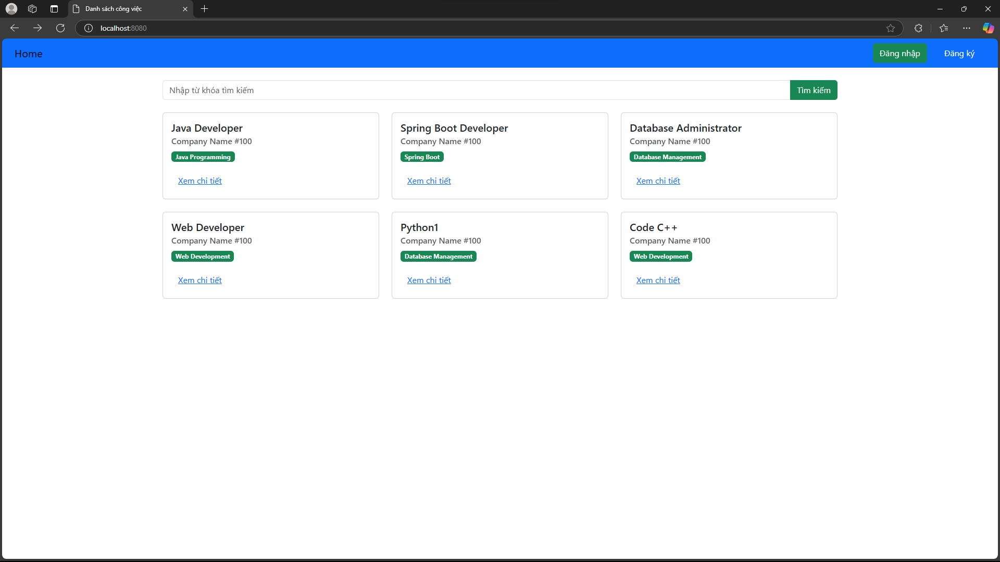 Danh sách công việc
localhost:8080
Home
Đăng nhập
Đăng ký
Nhập từ khóa tìm kiếm
Tìm kiếm
Java Developer
Company Name #100
Java Programming
Xem chi tiết
Spring Boot Developer
Company Name #100
Spring Boot
Xem chi tiết
Database Administrator
Company Name #100
Database Management
Xem chi tiết
Web Developer
Company Name #100
Web Development
Xem chi tiết
Python1
Company Name #100
Database Management
Xem chi tiết
Code C++
Company Name #100
Web Development
Xem chi tiết